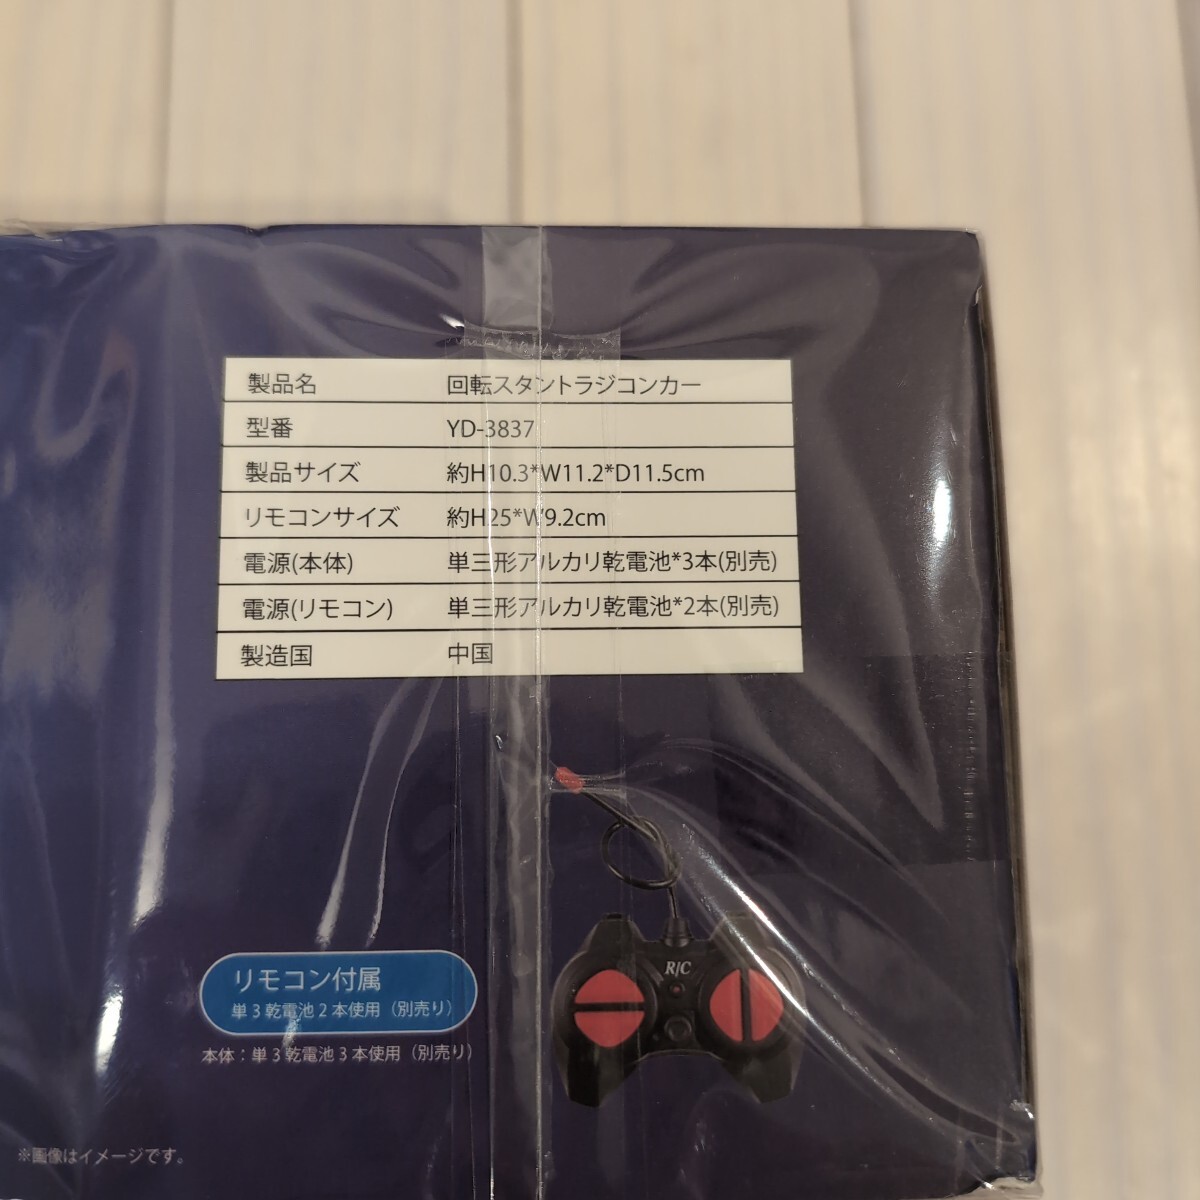 製品名 回転スタントラジコンカー
型番 YD-3837
製品サイズ 約H10.3*W11.2*D11.5cm
リモコンサイズ 約H25*W9.2cm
電源(本体) 単三形アルカリ乾電池*3本(別売)
電源(リモコン) 単三形アルカリ乾電池*2本(別売)
製造国 中国
R/C
リモコン付属
単3乾電池2本使用（別売り）
本体：単3乾電池3本使用（別売り）
※画像はイメージです。